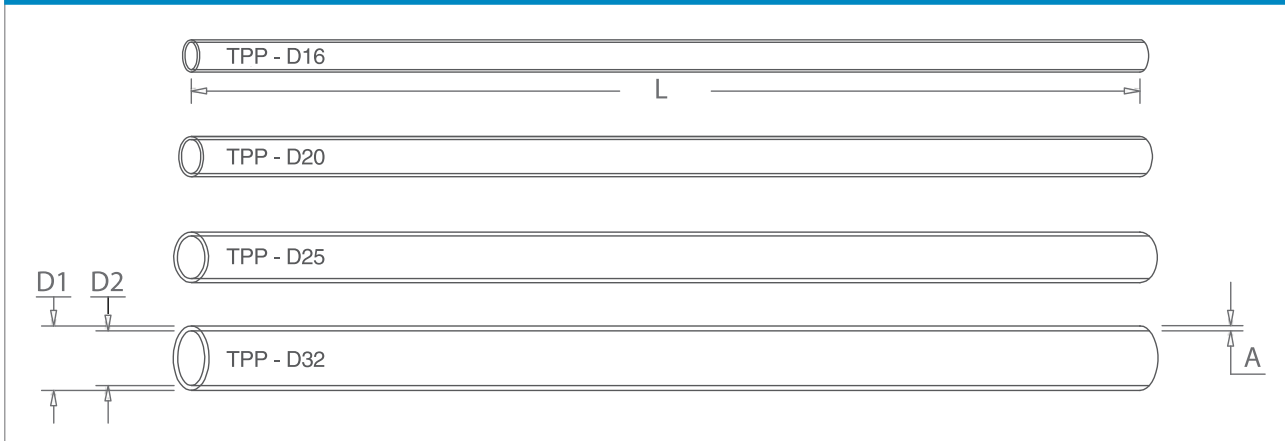 TPP - D16
L
TPP - D20
TPP - D25
D1 D2
TPP - D32
A